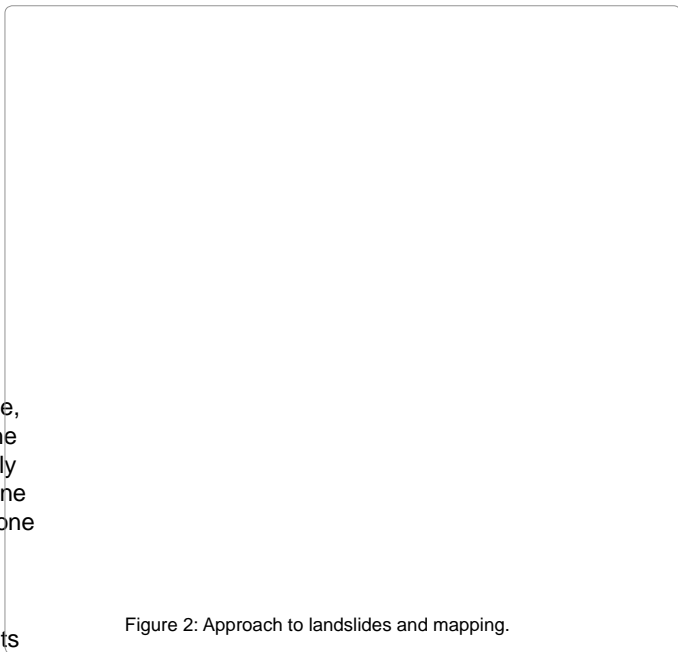 e,
ne
ly
ne
one
Figure 2: Approach to landslides and mapping.
ts